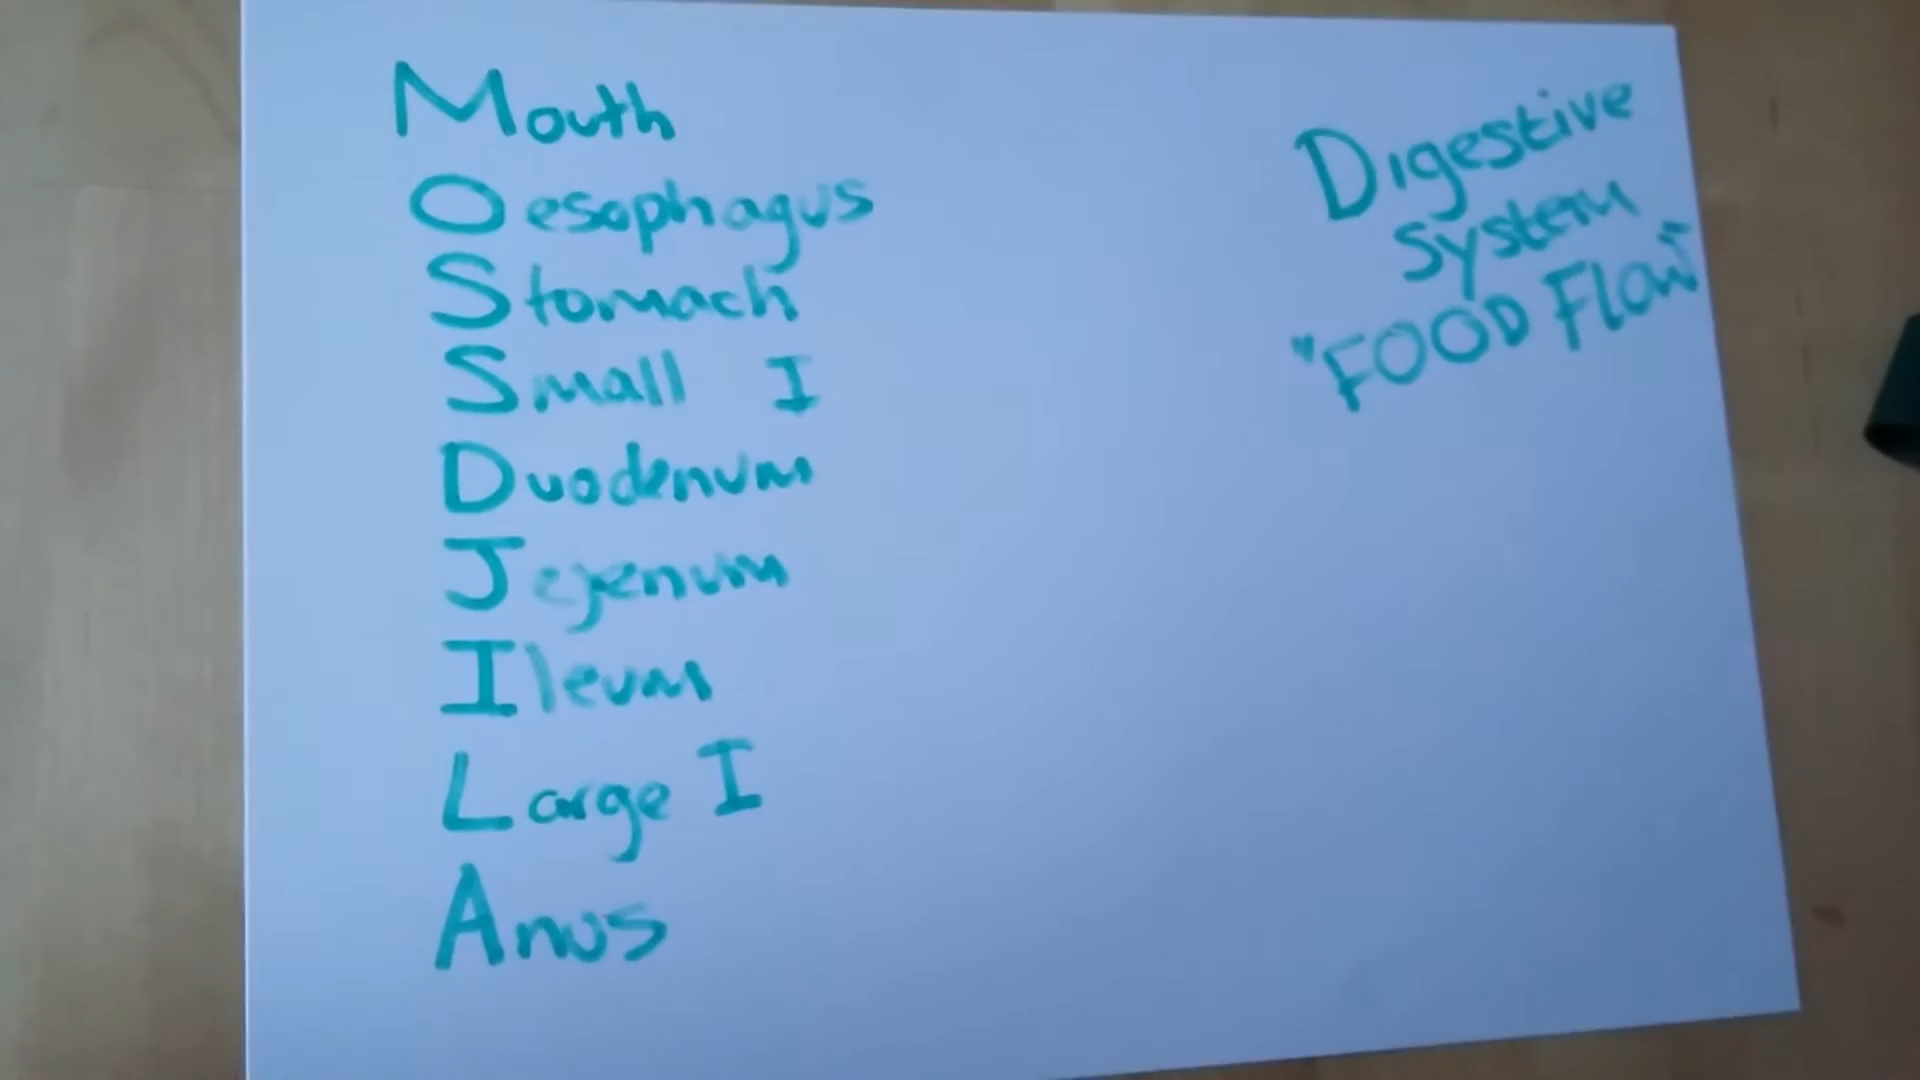 Mouth
Oesophagus
Stomach
Small I
Duodenum
Jejenum
Ileum
Large I
Anus
Digestive
System
"FOOD Flow"